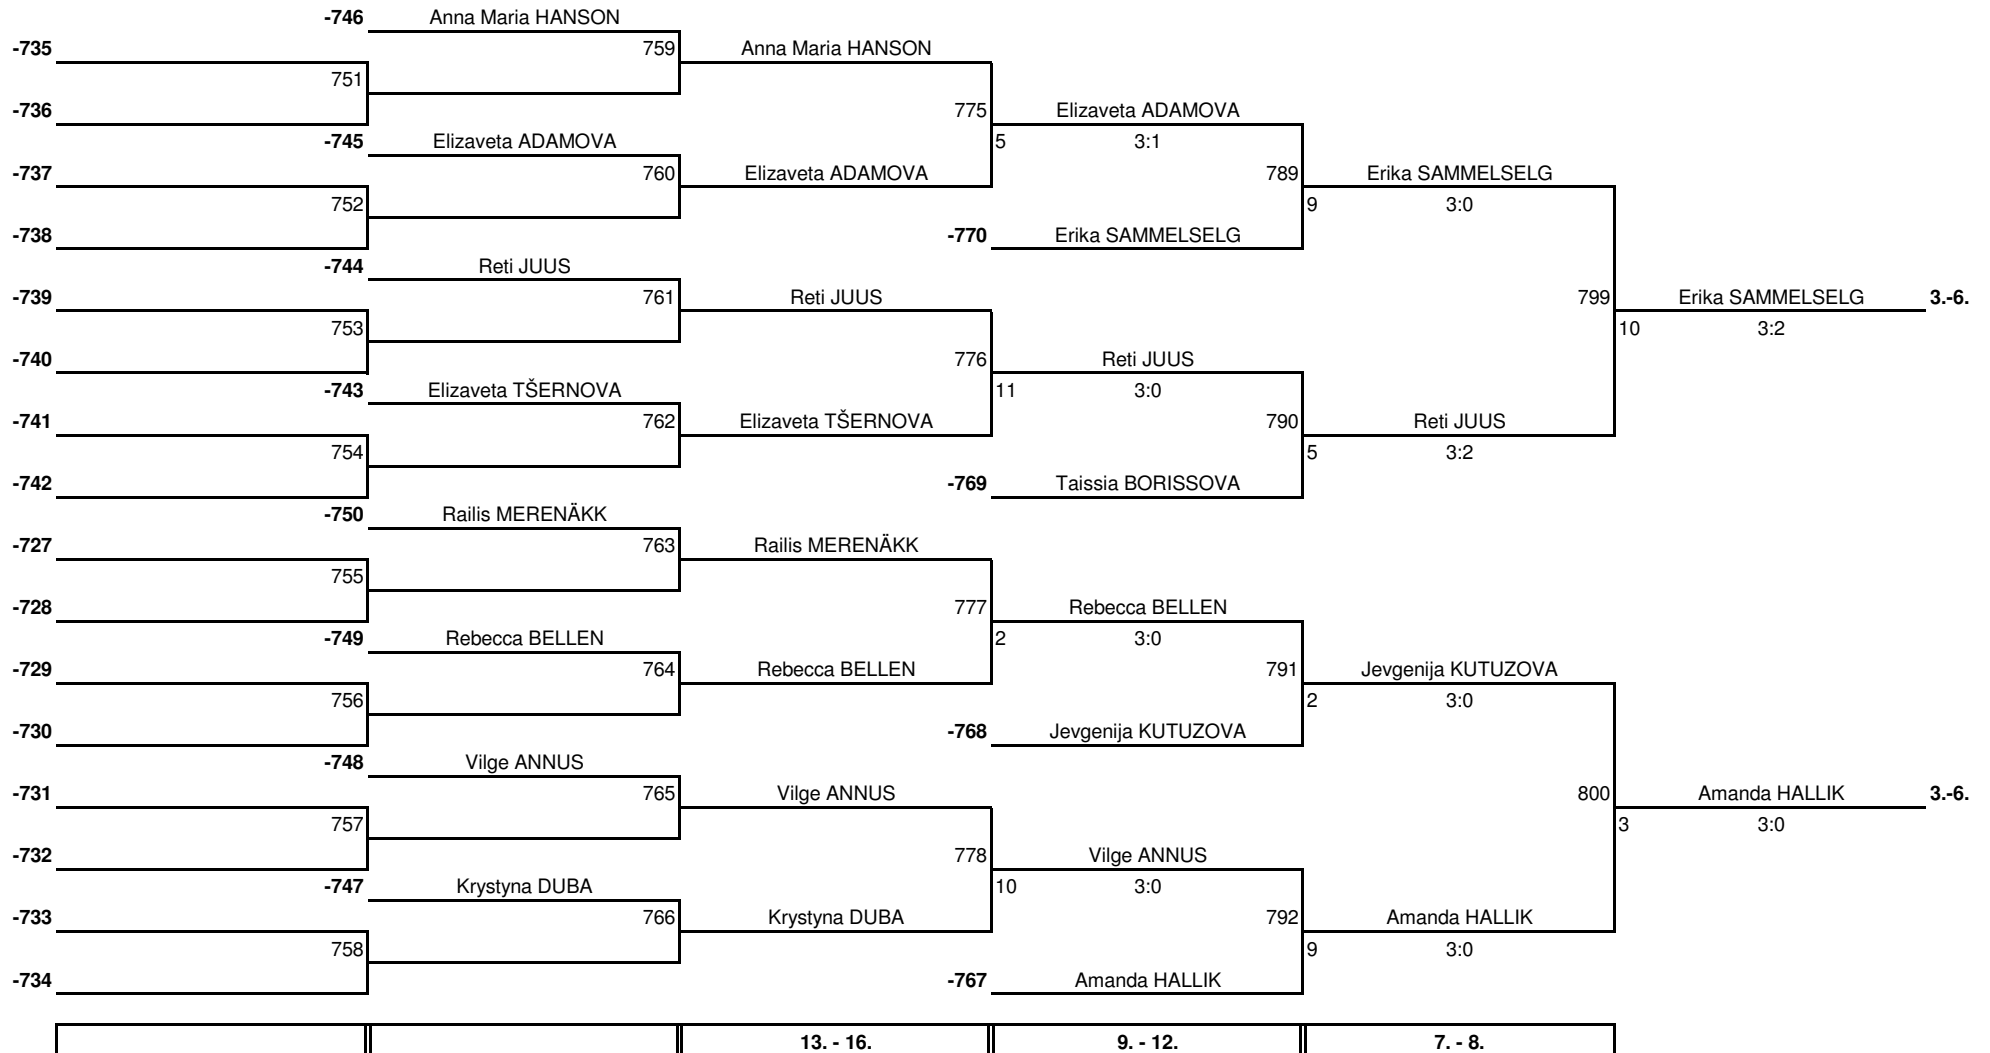 -746 Anna Maria HANSON
-735 759 Anna Maria HANSON
751
-736 775 Elizaveta ADAMOVA
-745 Elizaveta ADAMOVA 5 3:1
-737 760 Elizaveta ADAMOVA 789 Erika SAMMELSELG
752 9 3:0
-738 -770 Erika SAMMELSELG
-744 Reti JUUS
-739 761 Reti JUUS 799 Erika SAMMELSELG 3.-6.
753 10 3:2
-740 776 Reti JUUS
-743 Elizaveta TŠERNOVA 11 3:0
-741 762 Elizaveta TŠERNOVA 790 Reti JUUS
754 5 3:2
-742 -769 Taissia BORISSOVA
-750 Railis MERENÄKK
-727 763 Railis MERENÄKK
755
-728 777 Rebecca BELLEN
-749 Rebecca BELLEN 2 3:0
-729 764 Rebecca BELLEN 791 Jevgenija KUTUZOVA
756 2 3:0
-730 -768 Jevgenija KUTUZOVA
-748 Vilge ANNUS
-731 765 Vilge ANNUS 800 Amanda HALLIK 3.-6.
757 3 3:0
-732 778 Vilge ANNUS
-747 Krystyna DUBA 10 3:0
-733 766 Krystyna DUBA 792 Amanda HALLIK
758 9 3:0
-734 -767 Amanda HALLIK
13. - 16. 9. - 12. 7. - 8.